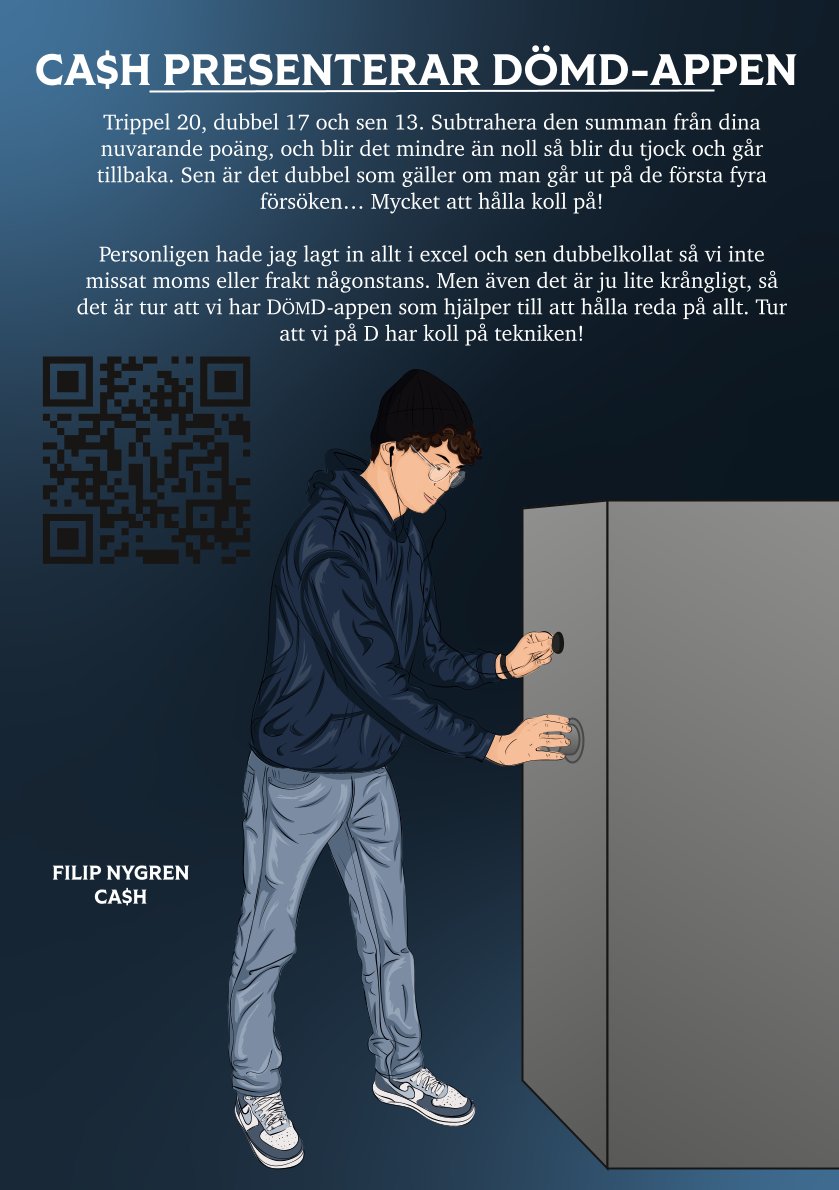 CA$H PRESENTERAR DÖMD-APPEN
Trippel 20, dubbel 17 och sen 13. Subtrahera den summan från dina
nuvarande poäng, och blir det mindre än noll så blir du tjock och går
tillbaka. Sen är det dubbel som gäller om man går ut på de första fyra
försöken… Mycket att hålla koll på!
Personligen hade jag lagt in allt i excel och sen dubbelkollat så vi inte
missat moms eller frakt någonstans. Men även det är ju lite krångligt, så
det är tur att vi har DÖMD-appen som hjälper till att hålla reda på allt. Tur
att vi på D har koll på tekniken!
FILIP NYGREN
CA$H